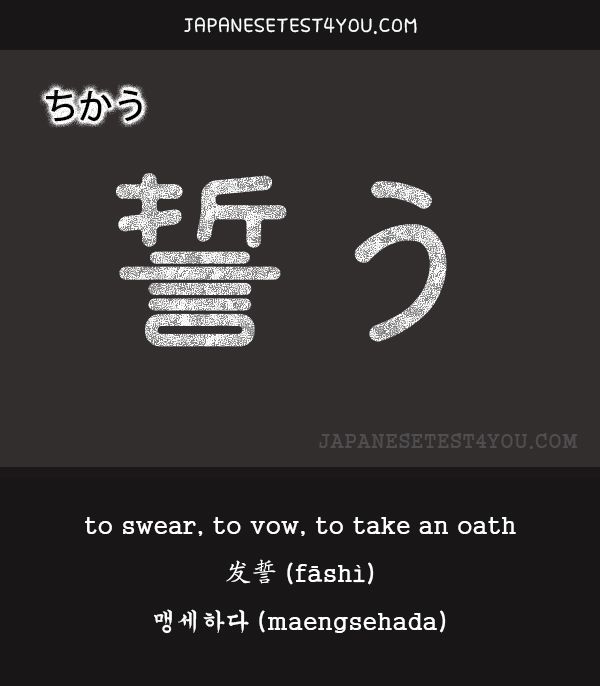 JAPANESETEST4YOU.COM
ちかう
誓う
JAPANESETEST4YOU.COM
to swear, to vow, to take an oath
发誓 (fāshì)
맹세하다 (maengsehada)